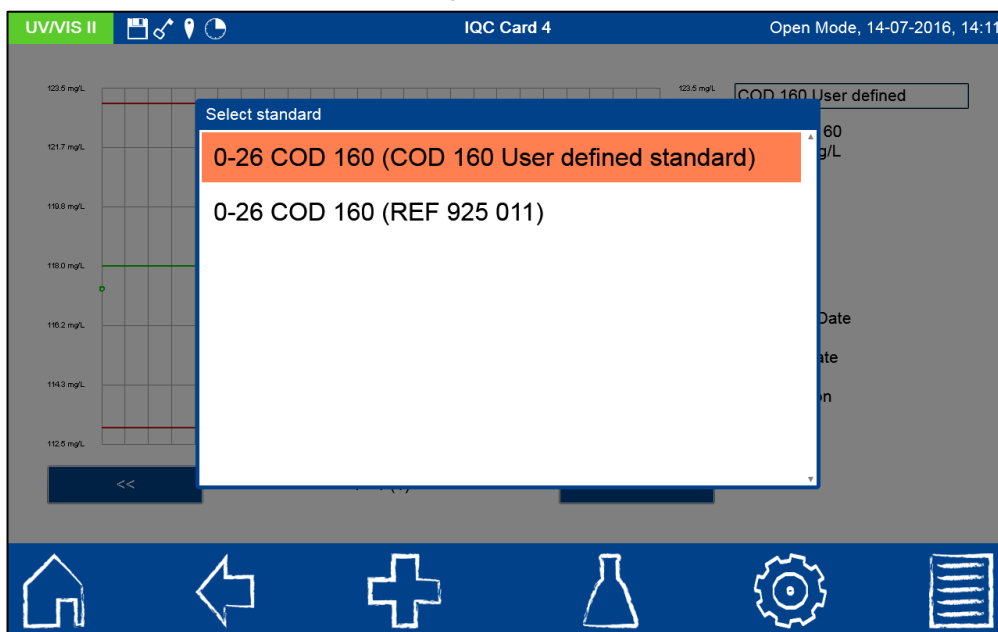 UV/VIS II
IQC Card 4
Open Mode, 14-07-2016, 14:11
123.5 mg/L
123.5 mg/L
COD 160 User defined
Select standard
0-26 COD 160 (COD 160 User defined standard)
60
g/L
121.7 mg/L
0-26 COD 160 (REF 925 011)
119.8 mg/L
118.0 mg/L
116.2 mg/L
Date
ate
114.3 mg/L
on
112.5 mg/L
<<